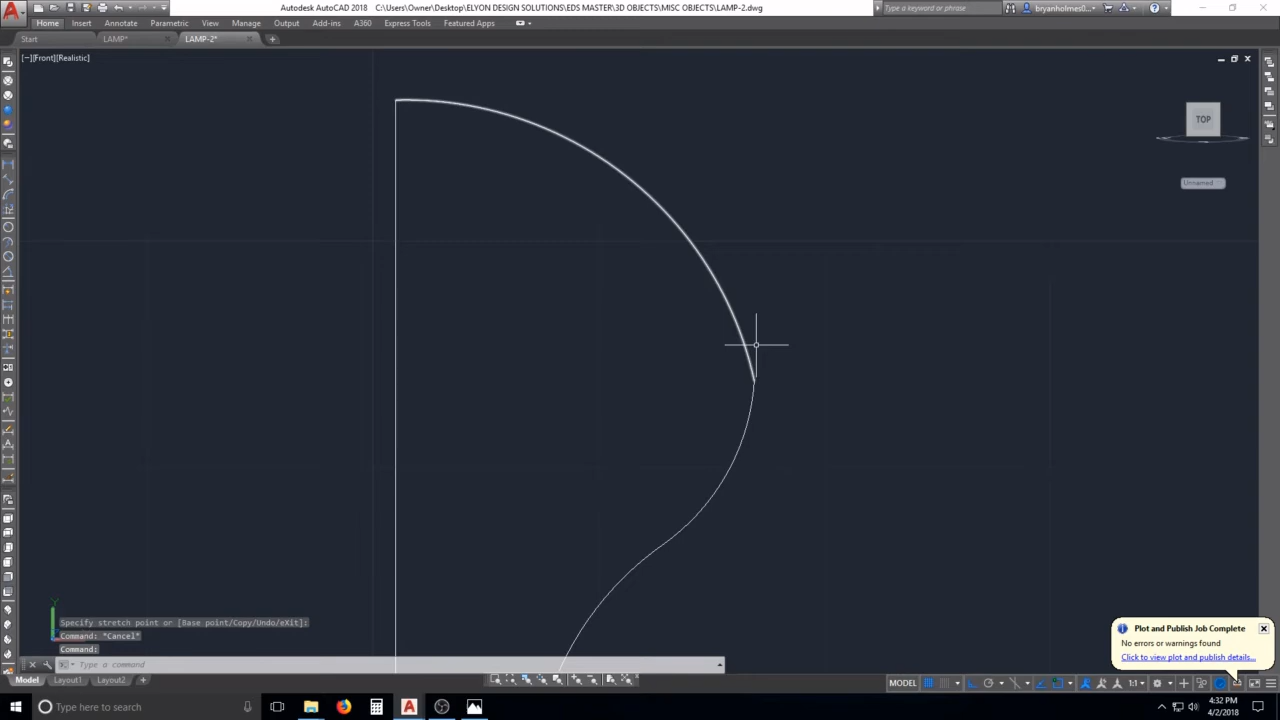 Autodesk AutoCAD 2018 C:\Users\Owner\Desktop\ELYON DESIGN SOLUTIONS\EDS MASTER\3D OBJECTS\MISC OBJECTS\LAMP-2.dwg
Type a keyword or phrase
bryanholmes0...
Home Insert Annotate Parametric View Manage Output Add-ins A360 Express Tools Featured Apps
Start LAMP* LAMP-2*
[−][Front][Realistic]
TOP
Unnamed
Y
Specify stretch point or [Base point/Copy/Undo/eXit]:
Command: *Cancel*
Command:
Type a command
Plot and Publish Job Complete
No errors or warnings found
Click to view plot and publish details...
Model Layout1 Layout2
MODEL
1:1
Type here to search
4:32 PM
4/2/2018